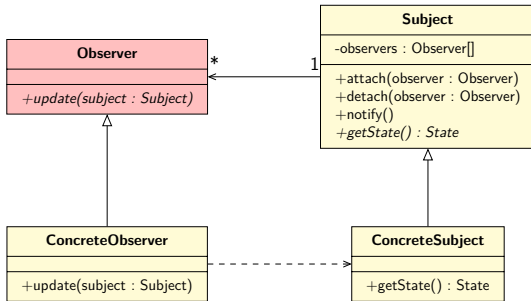 Observer
+update(subject : Subject)
*
1
Subject
-observers : Observer[]
+attach(observer : Observer)
+detach(observer : Observer)
+notify()
+getState() : State
ConcreteObserver
+update(subject : Subject)
ConcreteSubject
+getState() : State